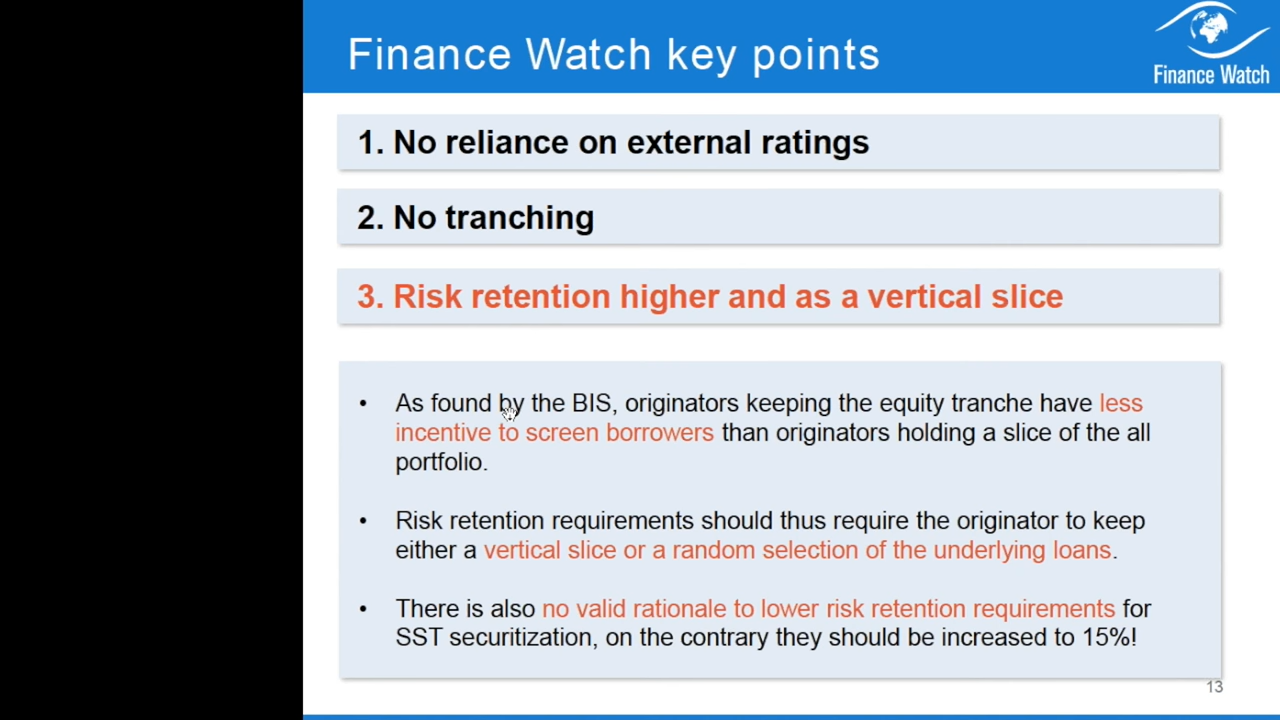 Finance Watch key points
Finance Watch
1. No reliance on external ratings
2. No tranching
3. Risk retention higher and as a vertical slice
• As found by the BIS, originators keeping the equity tranche have less
incentive to screen borrowers than originators holding a slice of the all
portfolio.
• Risk retention requirements should thus require the originator to keep
either a vertical slice or a random selection of the underlying loans.
• There is also no valid rationale to lower risk retention requirements for
SST securitization, on the contrary they should be increased to 15%!
13